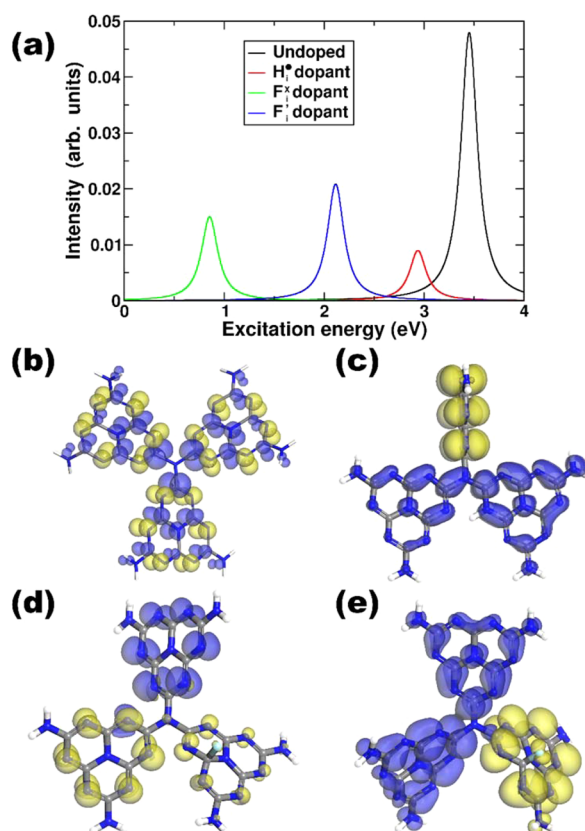 (a)
0.05
0.04
0.03
0.02
0.01
0
Intensity (arb. units)
Undoped
H i • dopant
F i x dopant
F i ' dopant
0 1 2 3 4
Excitation energy (eV)
(b)
(c)
(d)
(e)